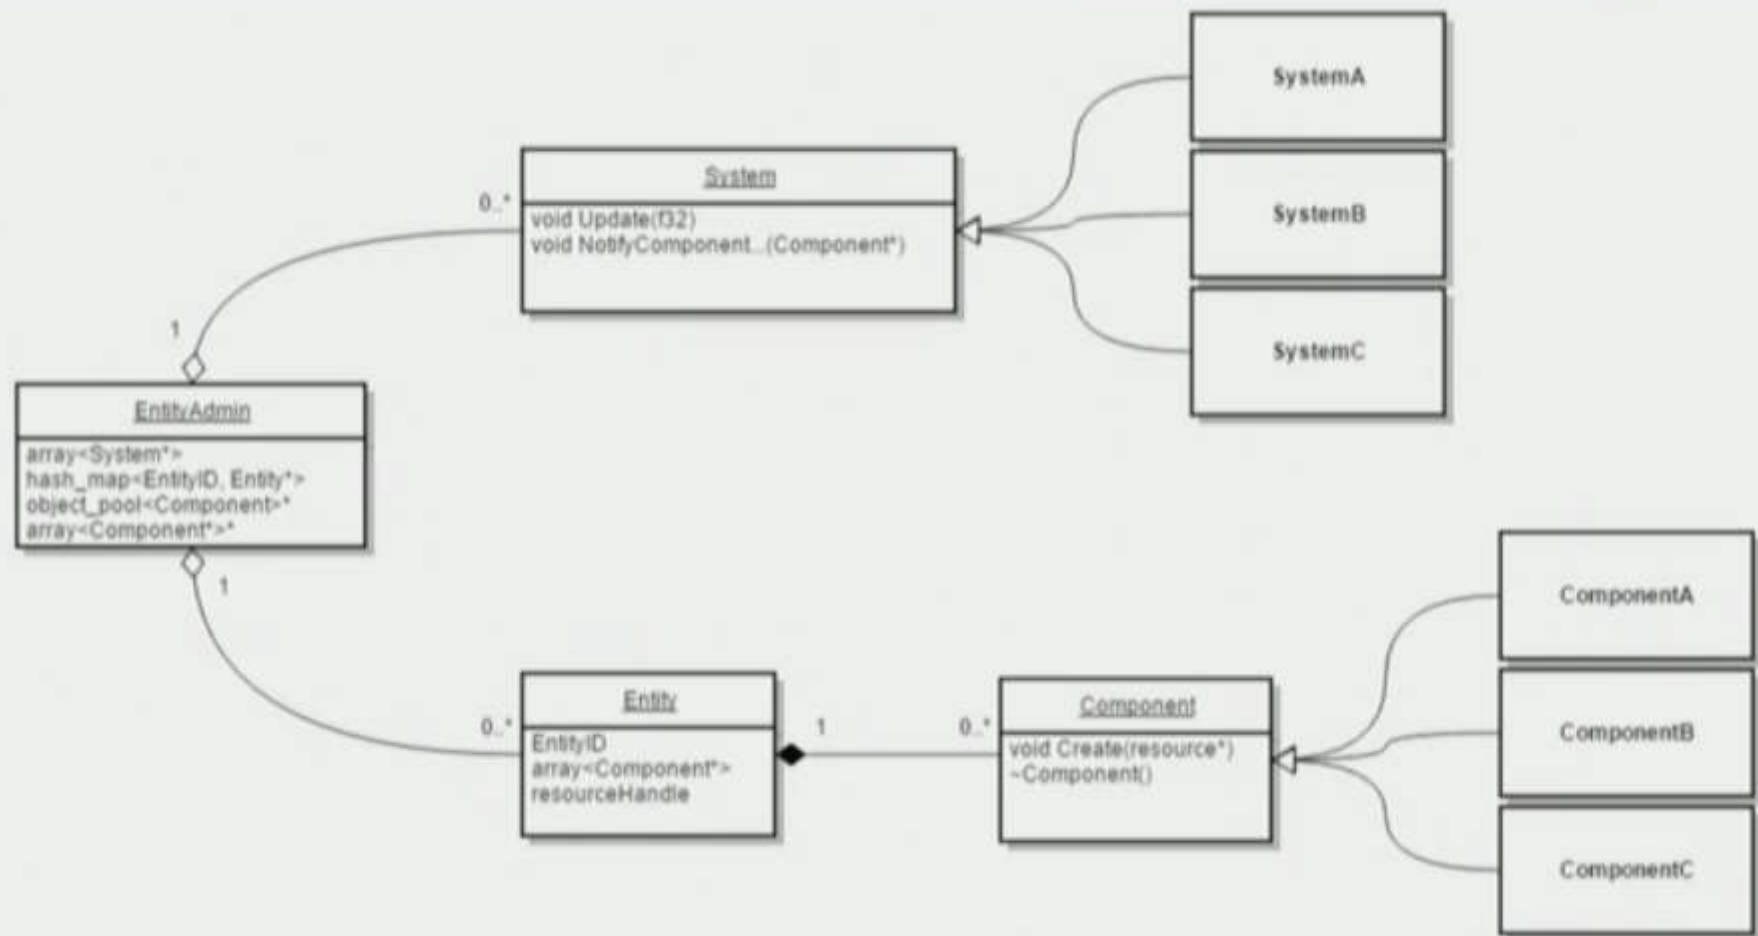 SystemA
System
0..*
void Update(f32)
void NotifyComponent...(Component*)
SystemB
SystemC
1
EntityAdmin
array<System*>
hash_map<EntityID, Entity*>
object_pool<Component>*
array<Component*>*
1
ComponentA
Entity
0..*
EntityID
array<Component*>
resourceHandle
1
0..*
Component
void Create(resource*)
~Component()
ComponentB
ComponentC